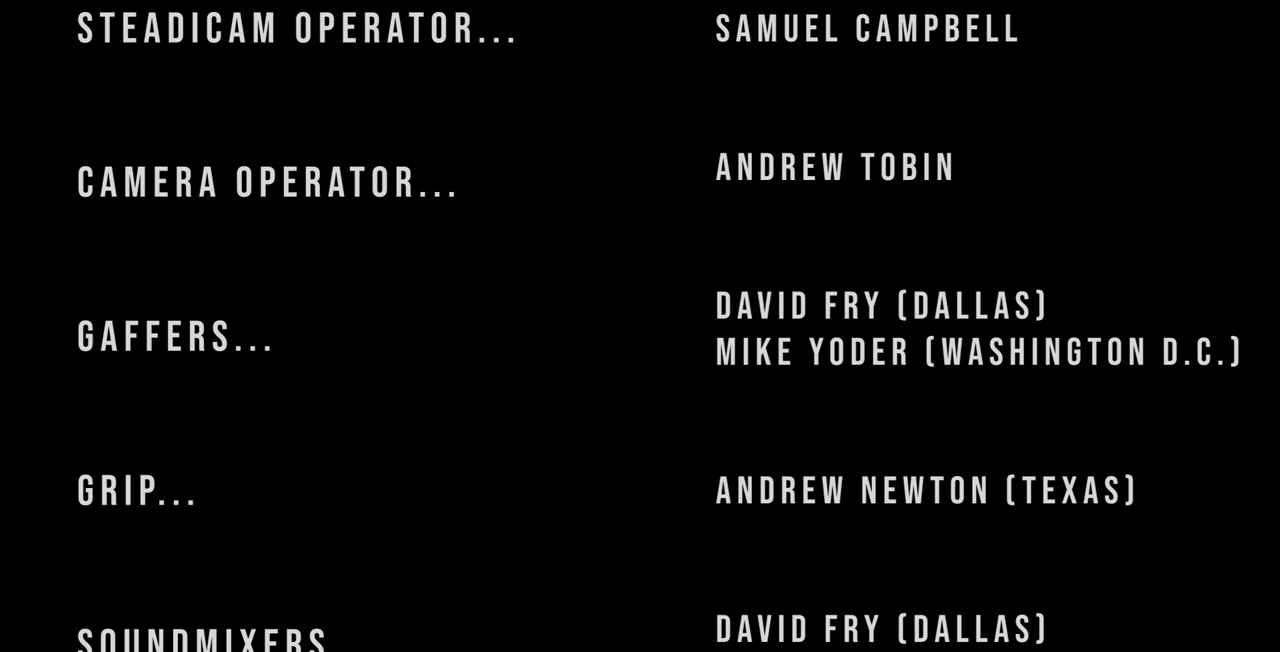 STEADICAM OPERATOR... SAMUEL CAMPBELL
CAMERA OPERATOR... ANDREW TOBIN
GAFFERS... DAVID FRY (DALLAS)
MIKE YODER (WASHINGTON D.C.)
GRIP... ANDREW NEWTON (TEXAS)
SOUNDMIXERS DAVID FRY (DALLAS)